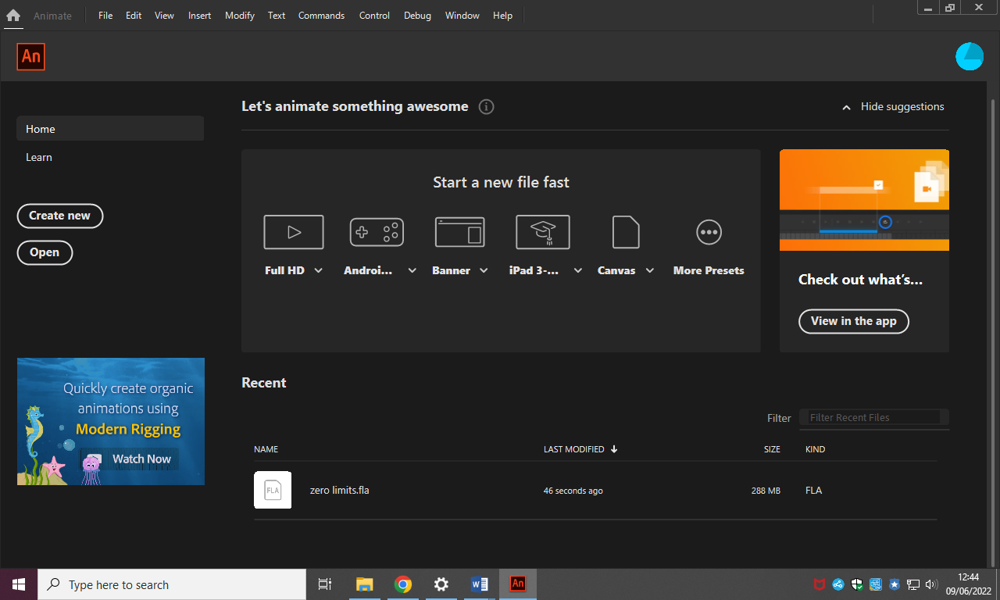 Animate File Edit View Insert Modify Text Commands Control Debug Window Help
An
Let's animate something awesome
Hide suggestions
Home
Learn
Create new
Open
Start a new file fast
Full HD Androi... Banner iPad 3-... Canvas More Presets
Check out what's...
View in the app
Quickly create organic
animations using
Modern Rigging
Watch Now
Recent
Filter Filter Recent Files
NAME LAST MODIFIED SIZE KIND
FLA zero limits.fla 46 seconds ago 288 MB FLA
Type here to search
An
12:44
09/06/2022